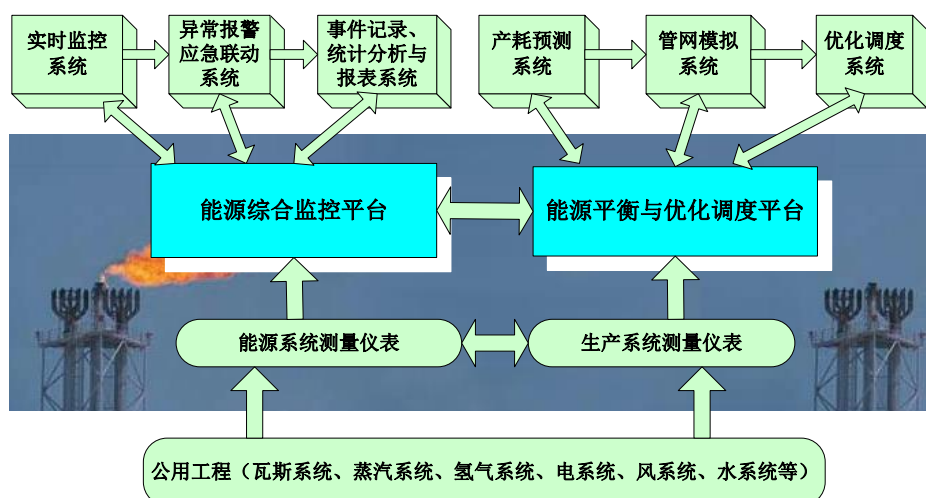 实时监控
系统
异常报警
应急联动
系统
事件记录、
统计分析与
报表系统
产耗预测
系统
管网模拟
系统
优化调度
系统
能源综合监控平台
能源平衡与优化调度平台
能源系统测量仪表
生产系统测量仪表
公用工程（瓦斯系统、蒸汽系统、氢气系统、电系统、风系统、水系统等）